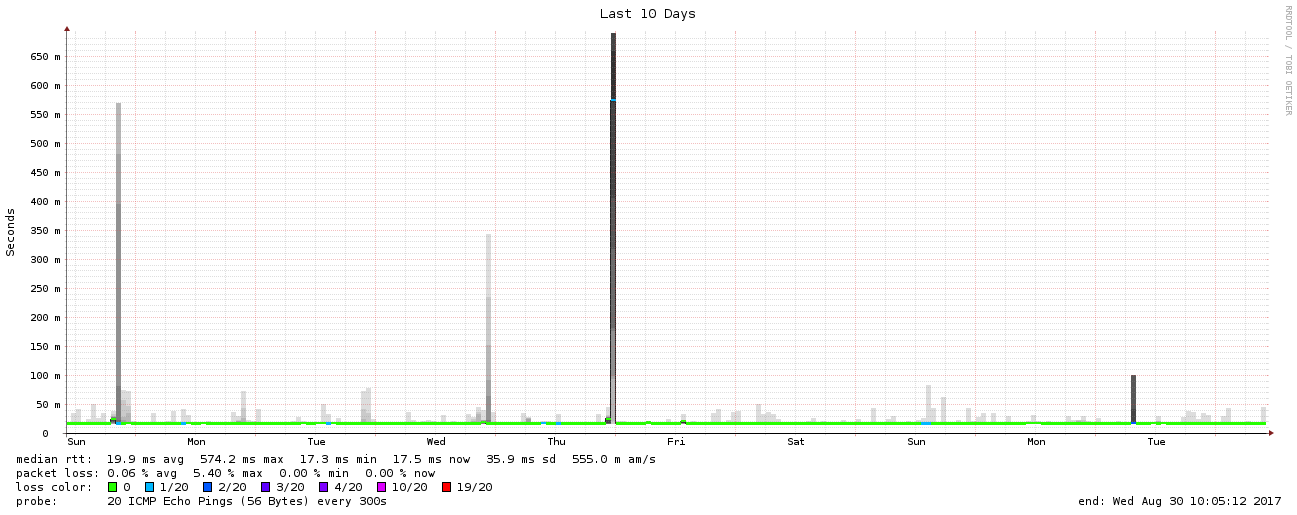 Last 10 Days
RRDTOOL / TOBI OETIKER
Seconds
650 m
600 m
550 m
500 m
450 m
400 m
350 m
300 m
250 m
200 m
150 m
100 m
50 m
0
Sun Mon Tue Wed Thu Fri Sat Sun Mon Tue
median rtt: 19.9 ms avg 574.2 ms max 17.3 ms min 17.5 ms now 35.9 ms sd 555.0 m am/s
packet loss: 0.06 % avg 5.40 % max 0.00 % min 0.00 % now
loss color: 0 1/20 2/20 3/20 4/20 10/20 19/20
probe: 20 ICMP Echo Pings (56 Bytes) every 300s end: Wed Aug 30 10:05:12 2017